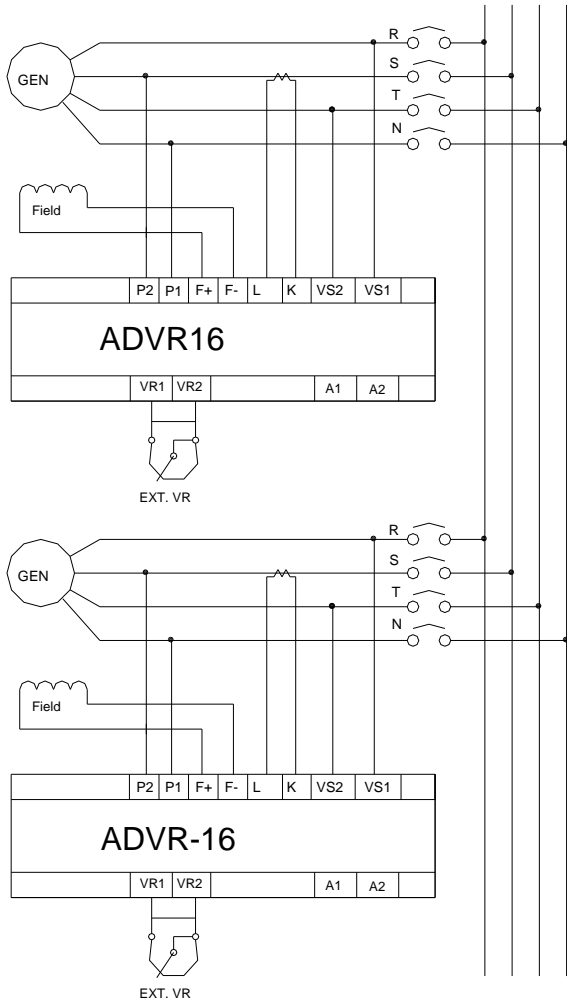 R
S
GEN
T
N
Field
P2 P1 F+ F- L K VS2 VS1
ADVR16
VR1 VR2 A1 A2
EXT. VR
R
S
GEN
T
N
Field
P2 P1 F+ F- L K VS2 VS1
ADVR-16
VR1 VR2 A1 A2
EXT. VR